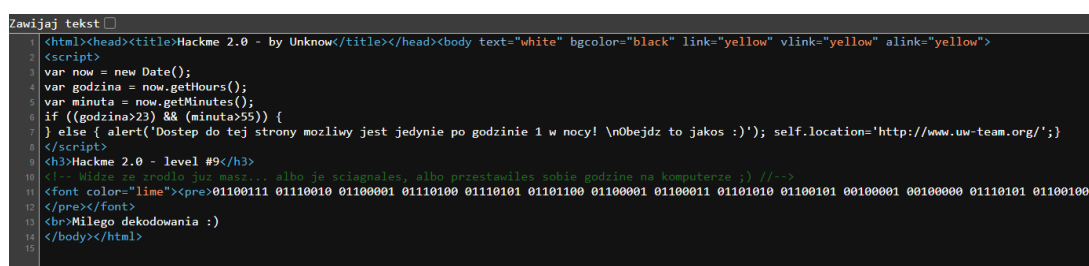 Zawijaj tekst
1 <html><head><title>Hackme 2.0 - by Unknow</title></head><body text="white" bgcolor="black" link="yellow" vlink="yellow" alink="yellow">
2 <script>
3 var now = new Date();
4 var godzina = now.getHours();
5 var minuta = now.getMinutes();
6 if ((godzina>23) && (minuta>55)) {
7 } else { alert('Dostep do tej strony mozliwy jest jedynie po godzinie 1 w nocy! \nObejdz to jakos :)'); self.location='http://www.uw-team.org/';}
8 </script>
9 <h3>Hackme 2.0 - level #9</h3>
10 <!-- Widze ze zrodlo juz masz... albo je sciagnales, albo przestawiles sobie godzine na komputerze ;) //-->
11 <font color="lime"><pre>01100111 01110010 01100001 01110100 01110101 01101100 01100001 01100011 01101010 01100101 00100001 00100000 01110101 01100100
12 </pre></font>
13 <br>Milego dekodowania :)
14 </body></html>
15